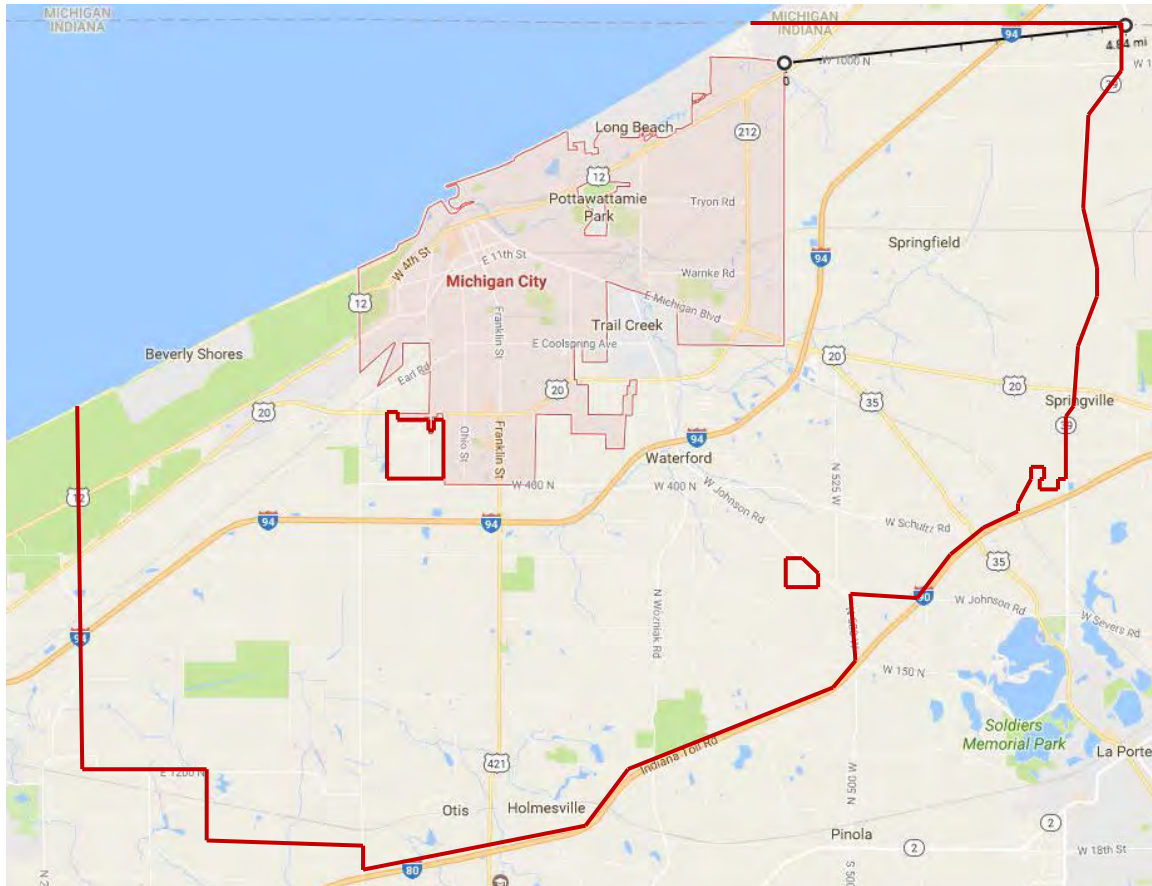 MICHIGAN
INDIANA
MICHIGAN
INDIANA
94
4.84 mi
0
W 1000 N
W 1
39
Long Beach
212
12
Pottawattamie
Park
Tryon Rd
Springfield
W 4th St
E 11th St
94
Michigan City
Warnke Rd
12
E Michigan Blvd
Franklin St
Trail Creek
Beverly Shores
E Coolspring Ave
20
Earl Rd
20
20
35
20
Springville
39
Ohio St
Franklin St
94
Waterford
N 525 W
12
W 400 N
W 400 N
W Johnson Rd
94
94
W Schultz Rd
35
90
W Johnson Rd
N Wozniak Rd
W Severs Rd
94
W 150 N
Soldiers
Memorial Park
Indiana Toll Rd
La Porte
421
E 1200 N
Otis
Holmesville
Pinola
2
2
W 18th St
80
N 2
S 500